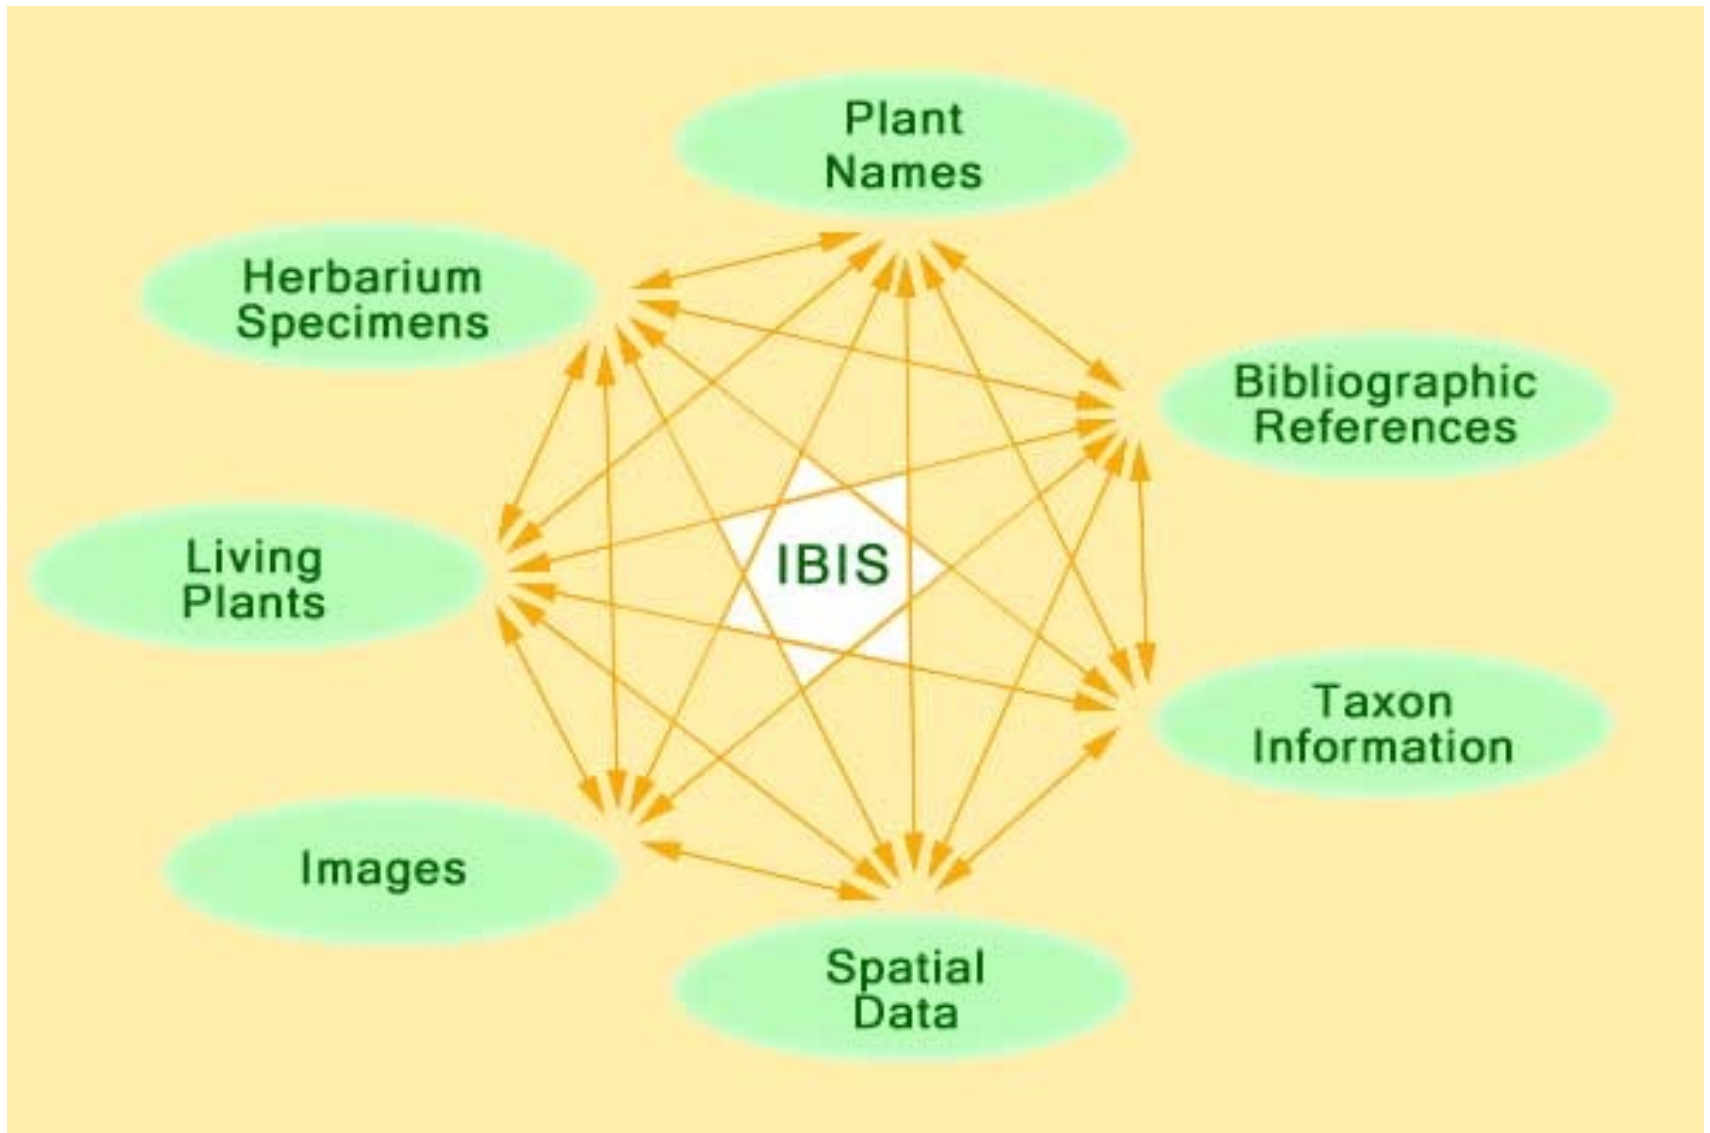 Plant
Names
Herbarium
Specimens
Bibliographic
References
Living
Plants
IBIS
Taxon
Information
Images
Spatial
Data